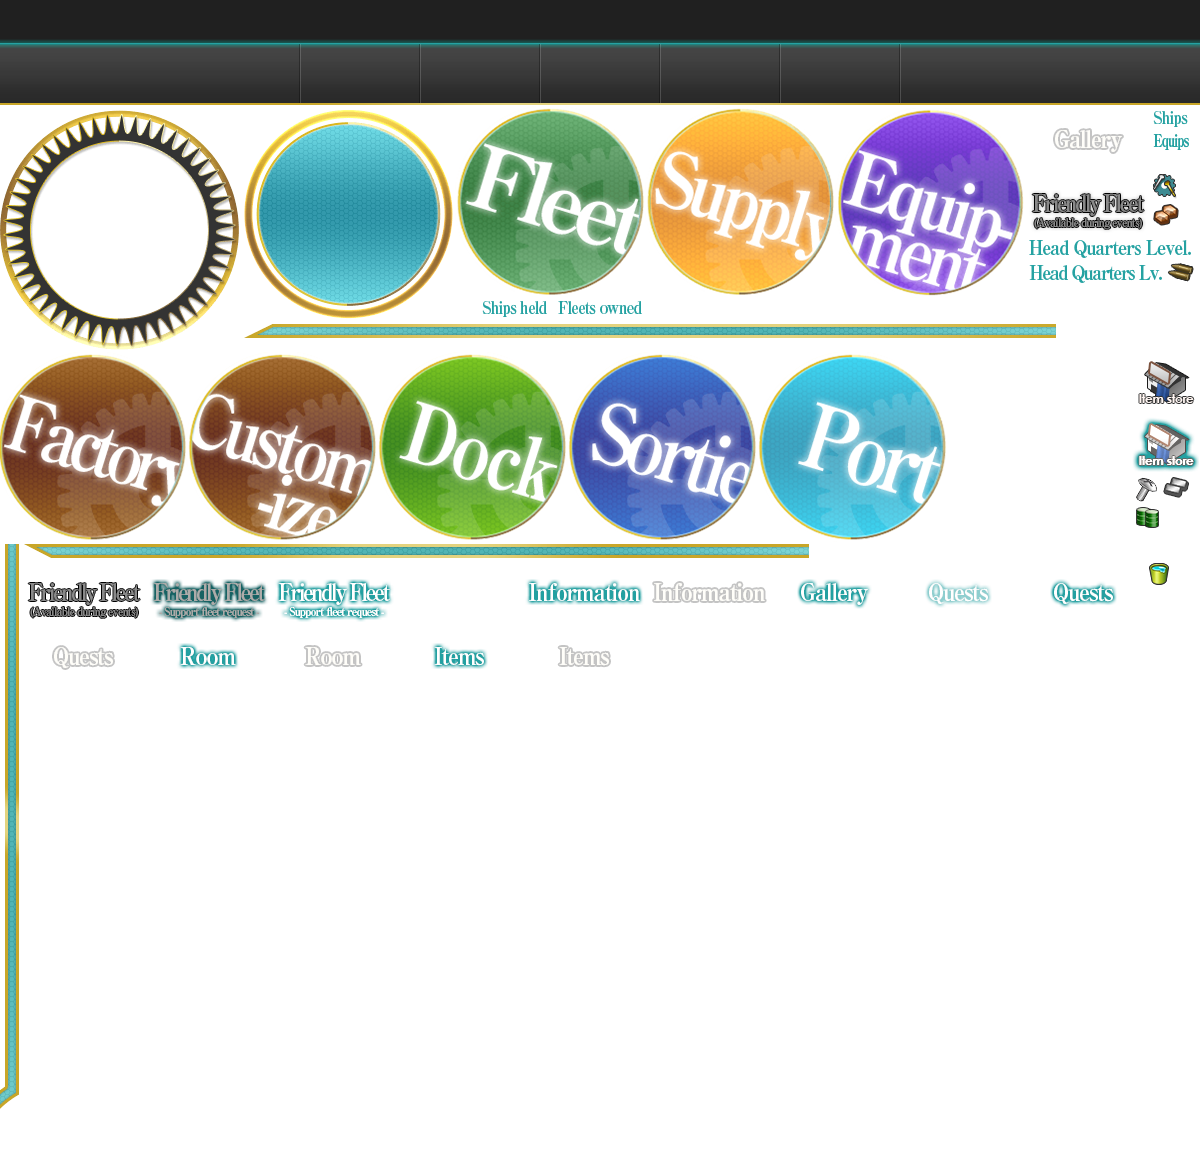 Fleet
Supply
Equip-
ment
Gallery
Ships
Equips
Friendly Fleet
(Available during events)
Head Quarters Level.
Head Quarters Lv.
Ships held
Fleets owned
Factory
Custom
-ize
Dock
Sortie
Port
Item store
Item store
Friendly Fleet
(Available during events)
Friendly Fleet
- Support fleet request -
Friendly Fleet
- Support fleet request -
Information
Information
Gallery
Quests
Quests
Quests
Room
Room
Items
Items